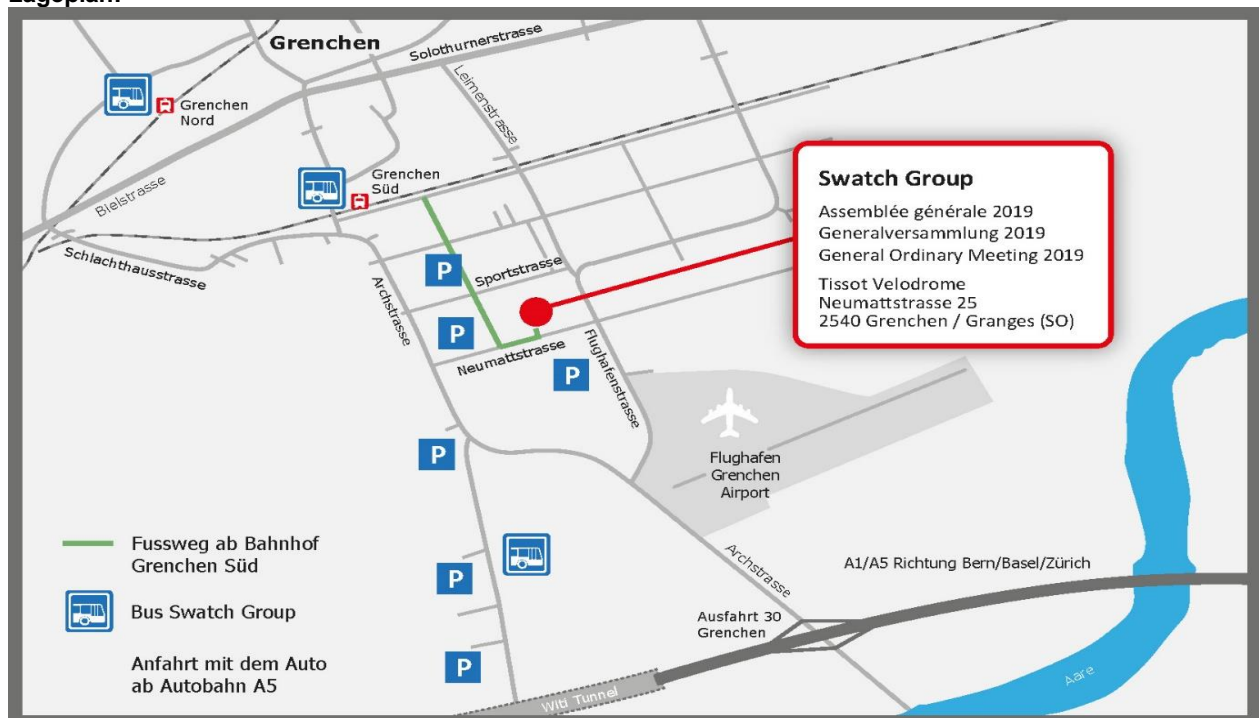 Lageplan:
Grenchen
Solothurnerstrasse
Leimenstrasse
Grenchen
Nord
Bielstrasse
Grenchen
Süd
Schlachthausstrasse
Archstrasse
P
Sportstrasse
P
Neumattstrasse
P
Flughafenstrasse
Swatch Group
Assemblée générale 2019
Generalversammlung 2019
General Ordinary Meeting 2019
Tissot Velodrome
Neumattstrasse 25
2540 Grenchen / Granges (SO)
P
Flughafen
Grenchen
Airport
P
P
Archstrasse
A1/A5 Richtung Bern/Basel/Zürich
Ausfahrt 30
Grenchen
Witi Tunnel
Aare
Fussweg ab Bahnhof
Grenchen Süd
Bus Swatch Group
Anfahrt mit dem Auto
ab Autobahn A5